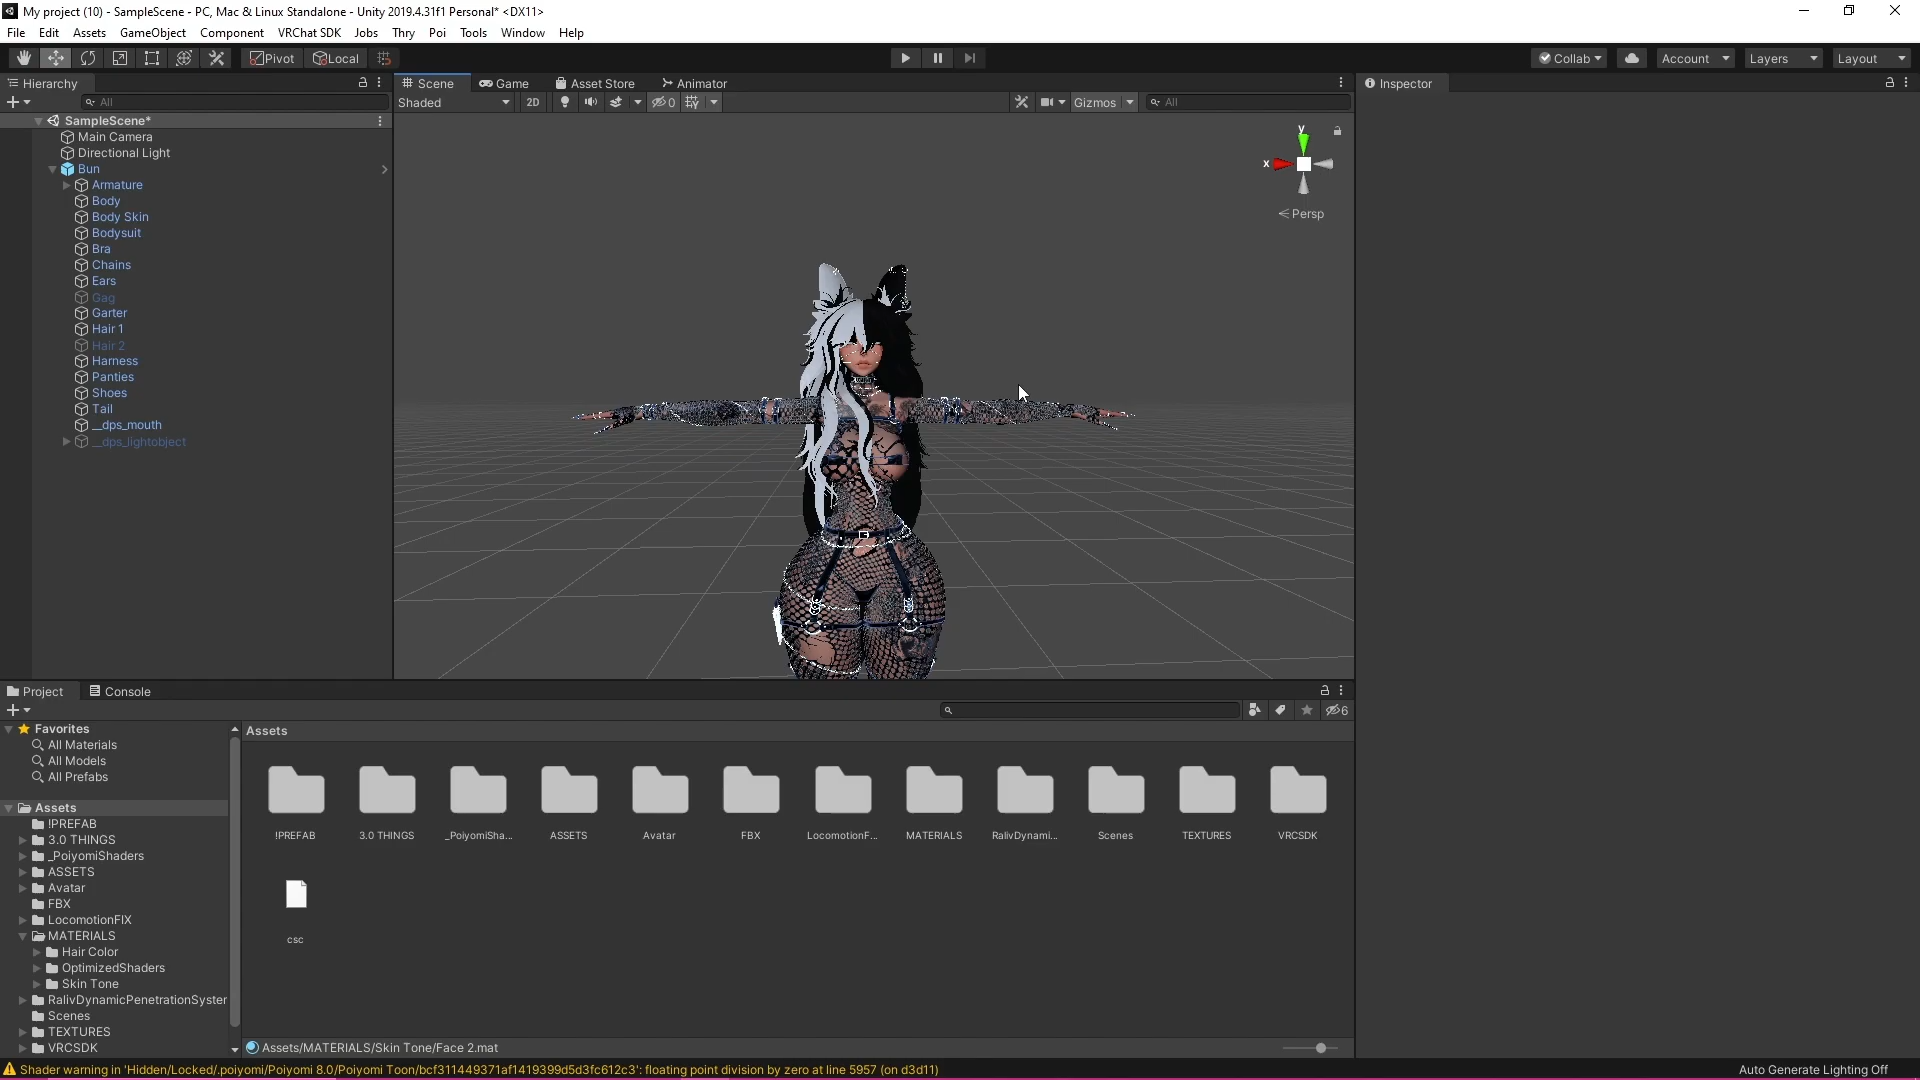 My project (10) - SampleScene - PC, Mac & Linux Standalone - Unity 2019.4.31f1 Personal* <DX11>
File Edit Assets GameObject Component VRChat SDK Jobs Thry Poi Tools Window Help
Pivot Local Collab Account Layers Layout
Hierarchy
All
SampleScene*
Main Camera
Directional Light
Bun
Armature
Body
Body Skin
Bodysuit
Bra
Chains
Ears
Gag
Garter
Hair 1
Hair 2
Harness
Panties
Shoes
Tail
__dps_mouth
__dps_lightobject
Scene Game Asset Store Animator
Shaded 2D 0 Gizmos All
y
x
Persp
Inspector
Project Console
6
Favorites
All Materials
All Models
All Prefabs
Assets
!PREFAB
3.0 THINGS
_PoiyomiShaders
ASSETS
Avatar
FBX
LocomotionFIX
MATERIALS
Hair Color
OptimizedShaders
Skin Tone
RalivDynamicPenetrationSyster
Scenes
TEXTURES
VRCSDK
Assets
!PREFAB 3.0 THINGS _PoiyomiSha... ASSETS Avatar FBX LocomotionF... MATERIALS RalivDynami... Scenes TEXTURES VRCSDK
csc
Assets/MATERIALS/Skin Tone/Face 2.mat
Shader warning in 'Hidden/Locked/.poiyomi/Poiyomi 8.0/Poiyomi Toon/bcf311449371af1419399d5d3fc612c3': floating point division by zero at line 5957 (on d3d11)
Auto Generate Lighting Off